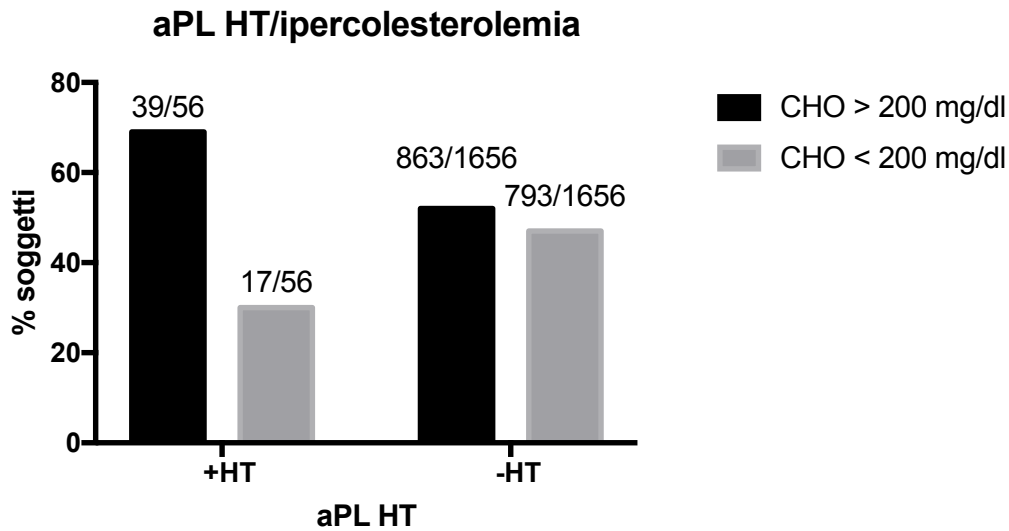 aPL HT/ipercolesterolemia
% soggetti
80
60
40
20
0
39/56
17/56
863/1656
793/1656
+HT
-HT
aPL HT
CHO > 200 mg/dl
CHO < 200 mg/dl